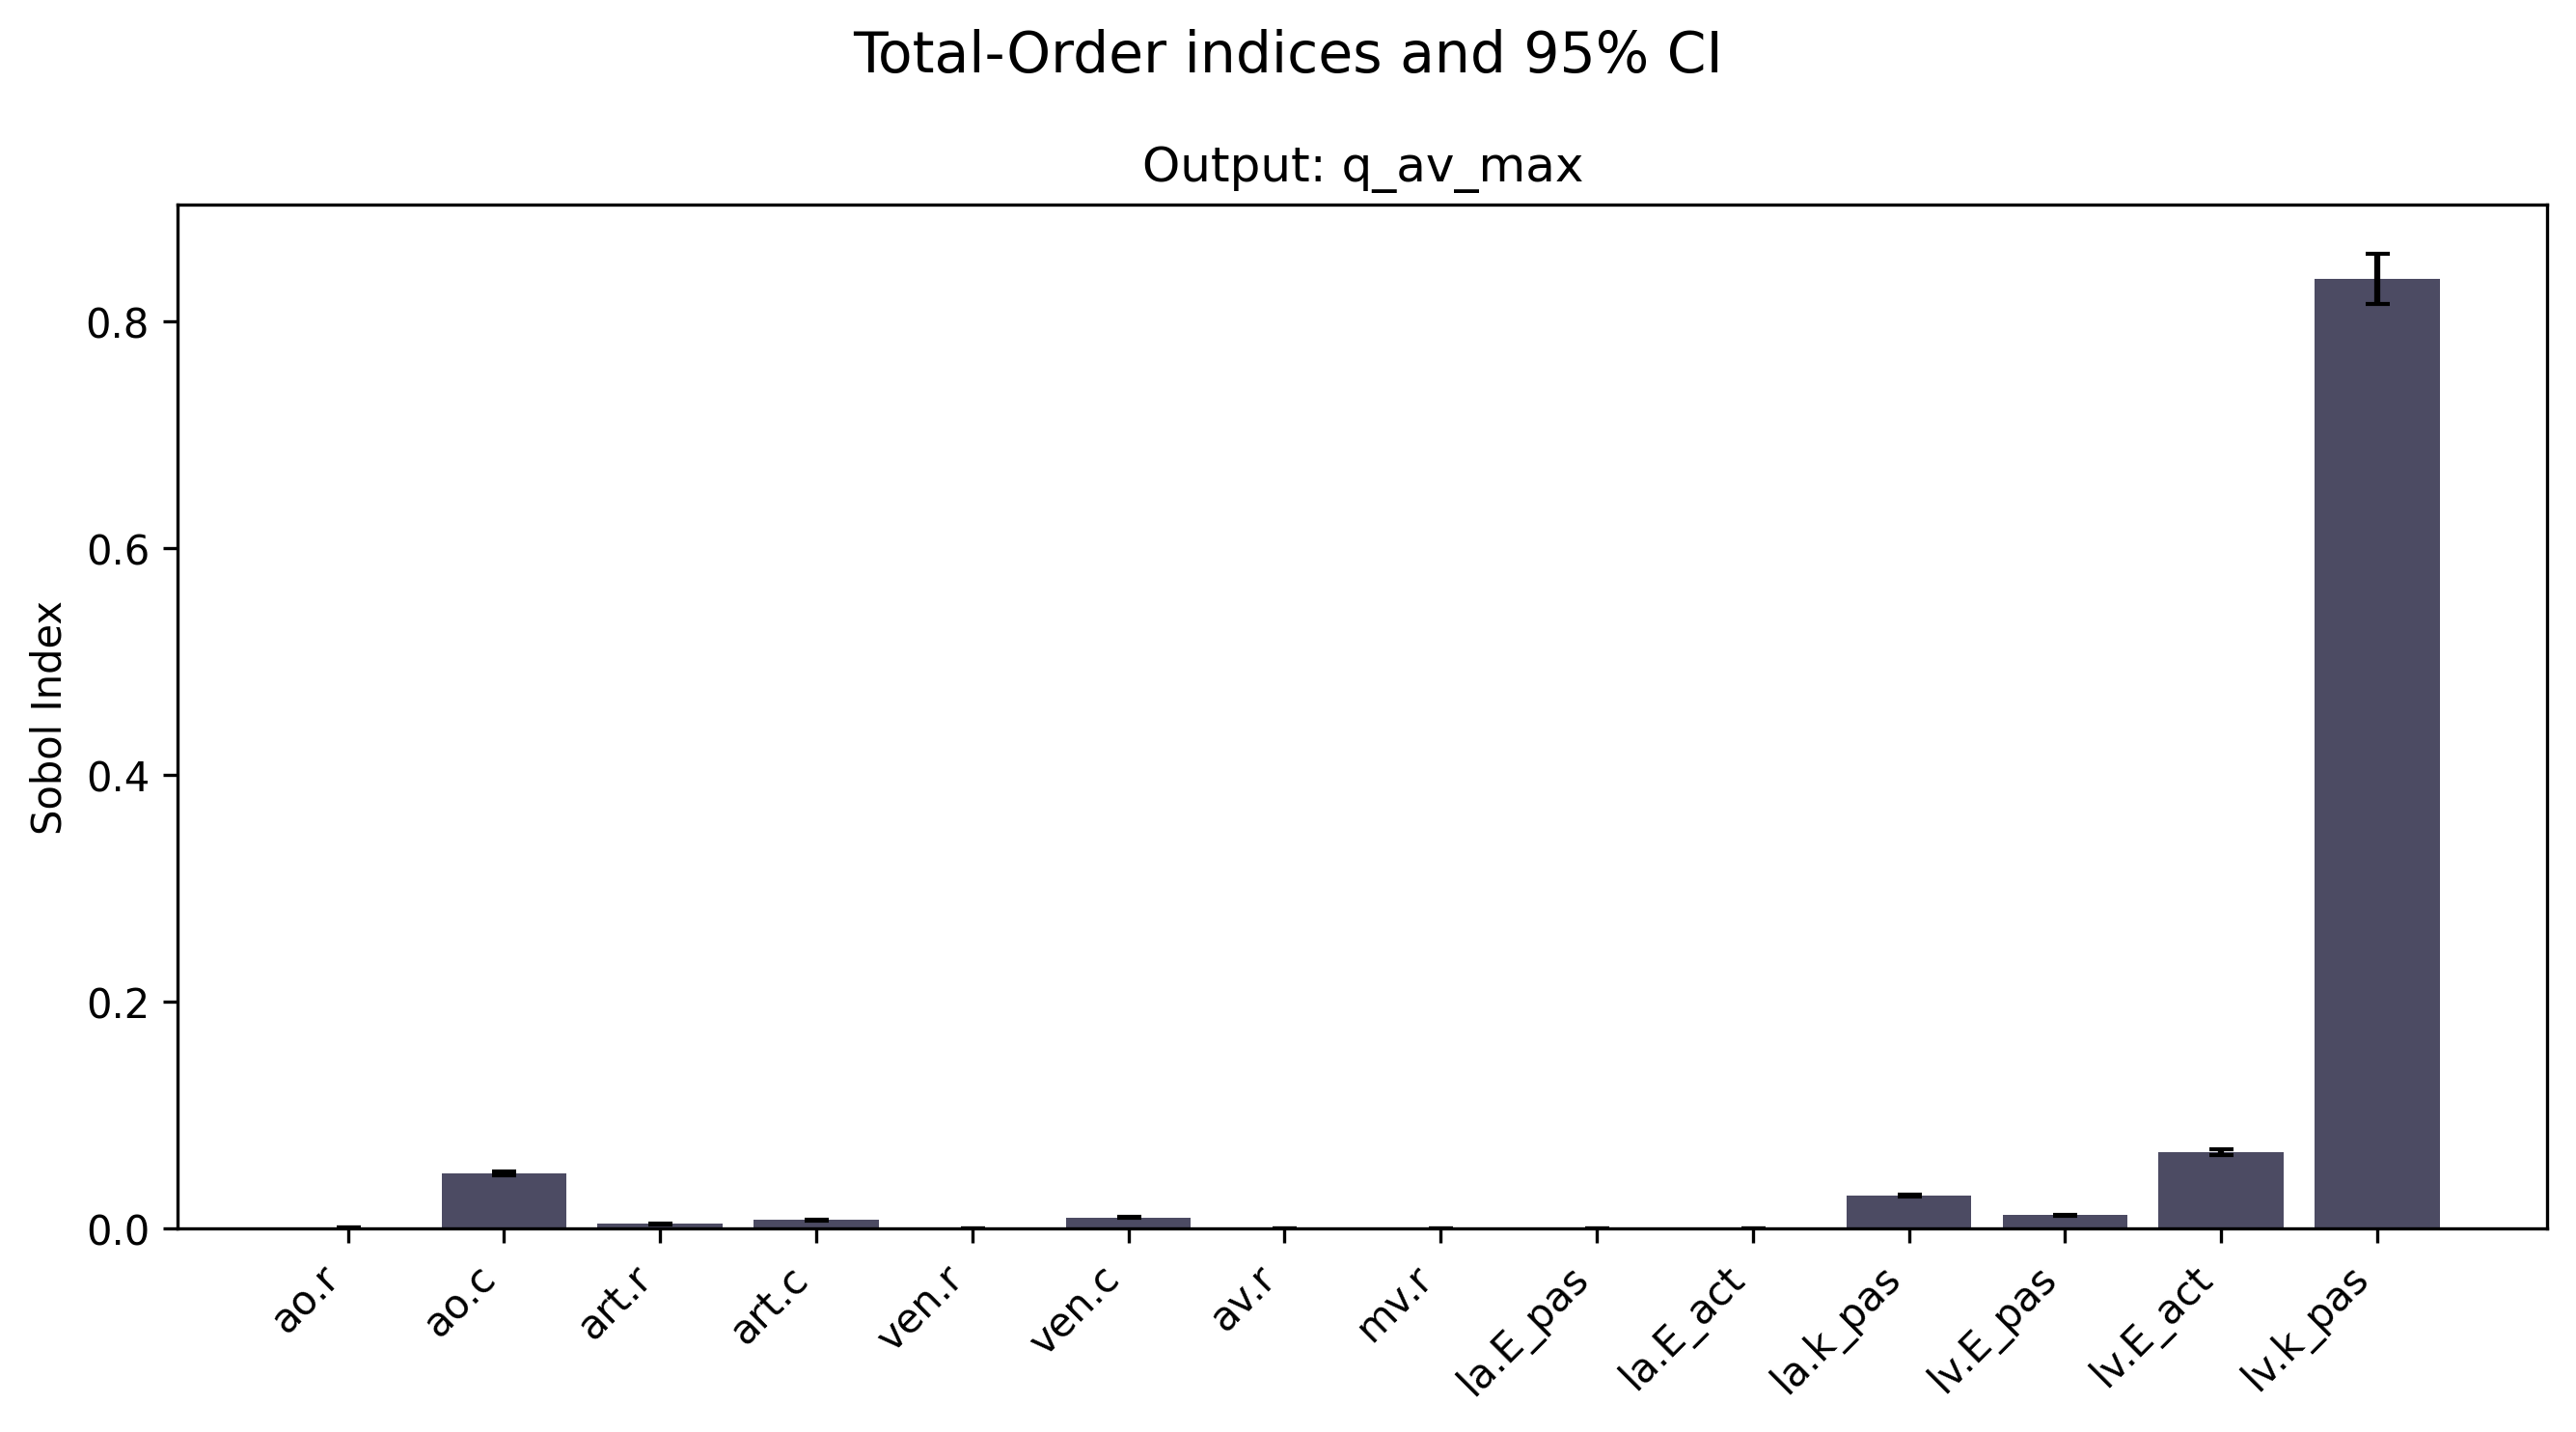 Total-Order indices and 95% CI
Output: q_av_max
Sobol Index
0.8
0.6
0.4
0.2
0.0
ao.r
ao.c
art.r
art.c
ven.r
ven.c
av.r
mv.r
la.E_pas
la.E_act
la.k_pas
lv.E_pas
lv.E_act
lv.k_pas